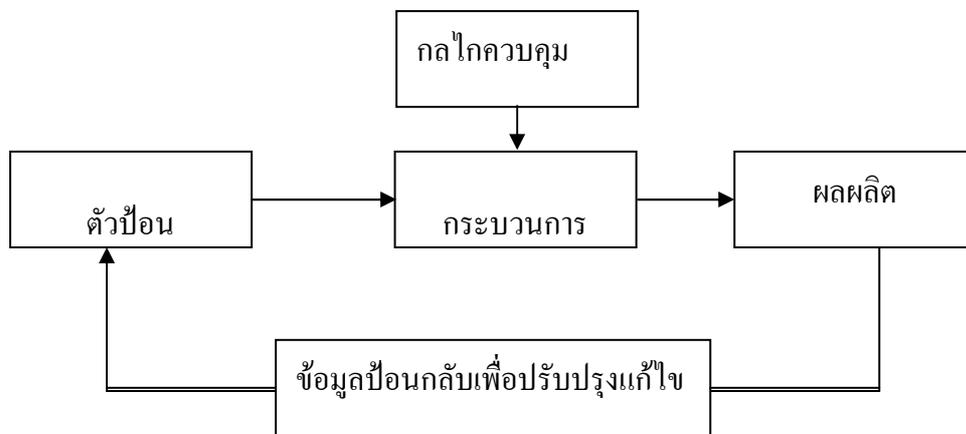 กลไกควบคุม
ตัวป้อน
กระบวนการ
ผลผลิต
ข้อมูลป้อนกลับเพื่อปรับปรุงแก้ไข